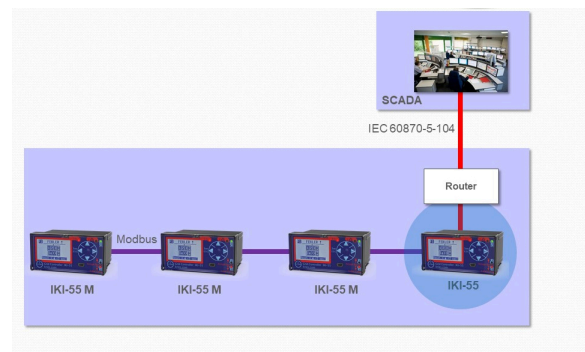 SCADA
IEC 60870-5-104
Router
Modbus
IKI-55 M
IKI-55 M
IKI-55 M
IKI-55